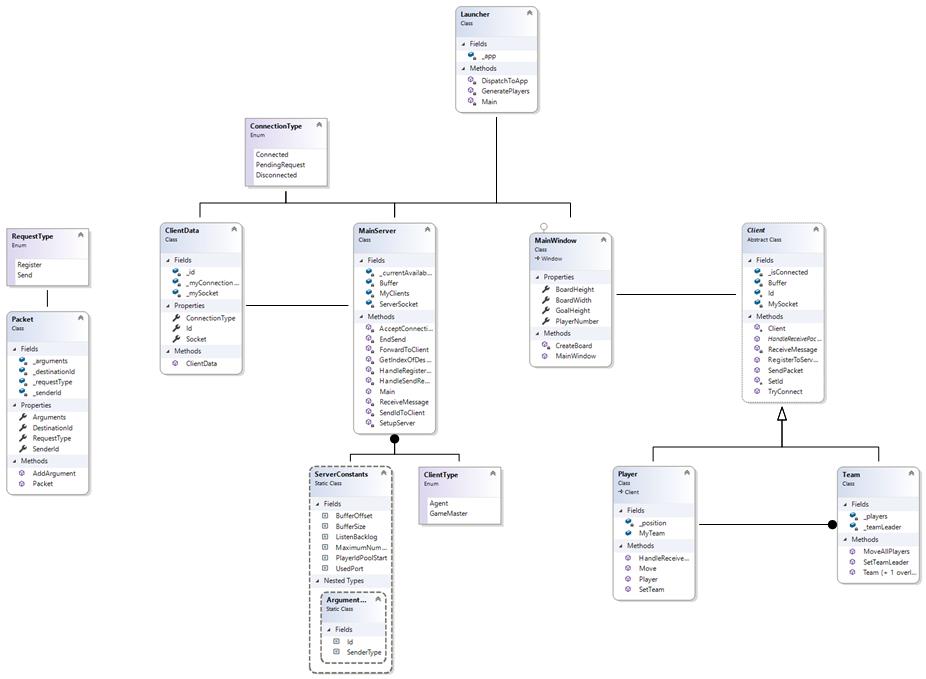 Launcher
Class
Fields
_app
Methods
DispatchToApp
GeneratePlayers
Main
ConnectionType
Enum
Connected
PendingRequest
Disconnected
RequestType
Enum
Register
Send
Packet
Class
Fields
_arguments
_destinationId
_requestType
_senderId
Properties
Arguments
DestinationId
RequestType
SenderId
Methods
AddArgument
Packet
ClientData
Class
Fields
_id
_myConnection...
_mySocket
Properties
ConnectionType
Id
Socket
Methods
ClientData
MainServer
Class
Fields
_currentAvailab...
Buffer
MyClients
ServerSocket
Methods
AcceptConnecti...
EndSend
ForwardToClient
GetIndexOfDes...
HandleRegister...
HandleSendRe...
Main
ReceiveMessage
SendIdToClient
SetupServer
MainWindow
Class
Window
Properties
BoardHeight
BoardWidth
GoalHeight
PlayerNumber
Methods
CreateBoard
MainWindow
Client
Abstract Class
Fields
_isConnected
Buffer
Id
MySocket
Methods
Client
HandleReceivePac...
ReceiveMessage
RegisterToServ...
SendPacket
SetId
TryConnect
ServerConstants
Static Class
Fields
BufferOffset
BufferSize
ListenBacklog
MaximumNum...
PlayerIdPoolStart
UsedPort
Nested Types
Argument...
Static Class
Fields
Id
SenderType
ClientType
Enum
Agent
GameMaster
Player
Class
Client
Fields
_position
MyTeam
Methods
HandleReceive...
Move
Player
SetTeam
Team
Class
Fields
_players
_teamLeader
Methods
MoveAllPlayers
SetTeamLeader
Team (+ 1 overl...